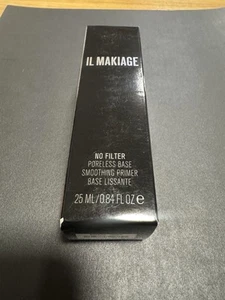 IL MAKIAGE
NO FILTER
PORELESS BASE
SMOOTHING PRIMER
BASE LISSANTE
25 ML/0.84 FL OZ ℮